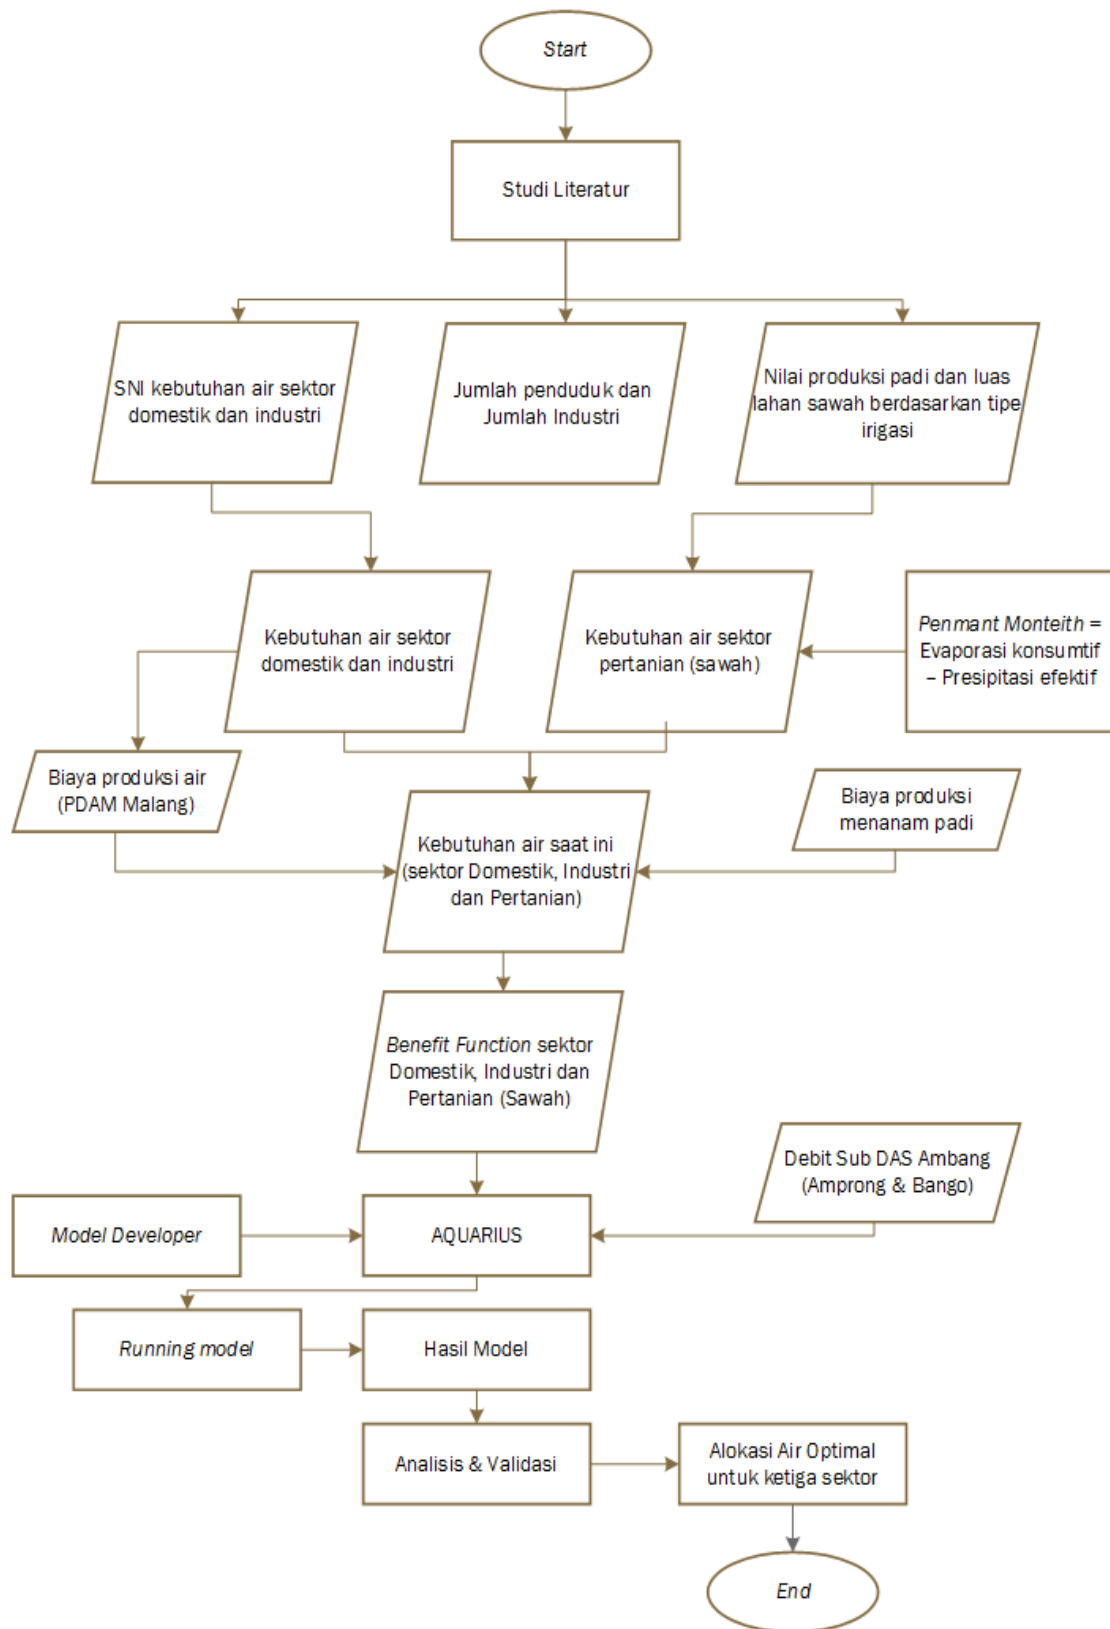 Start
Studi Literatur
SNI kebutuhan air sektor
domestik dan industri
Jumlah penduduk dan
Jumlah Industri
Nilai produksi padi dan luas
lahan sawah berdasarkan tipe
irigasi
Kebutuhan air sektor
domestik dan industri
Kebutuhan air sektor
pertanian (sawah)
Penmant Monteith =
Evaporasi konsumtif
– Presipitasi efektif
Biaya produksi air
(PDAM Malang)
Kebutuhan air saat ini
(sektor Domestik, Industri
dan Pertanian)
Biaya produksi
menanam padi
Benefit Function sektor
Domestik, Industri dan
Pertanian (Sawah)
Debit Sub DAS Ambang
(Amprong & Bango)
Model Developer
AQUARIUS
Running model
Hasil Model
Analisis & Validasi
Alokasi Air Optimal
untuk ketiga sektor
End